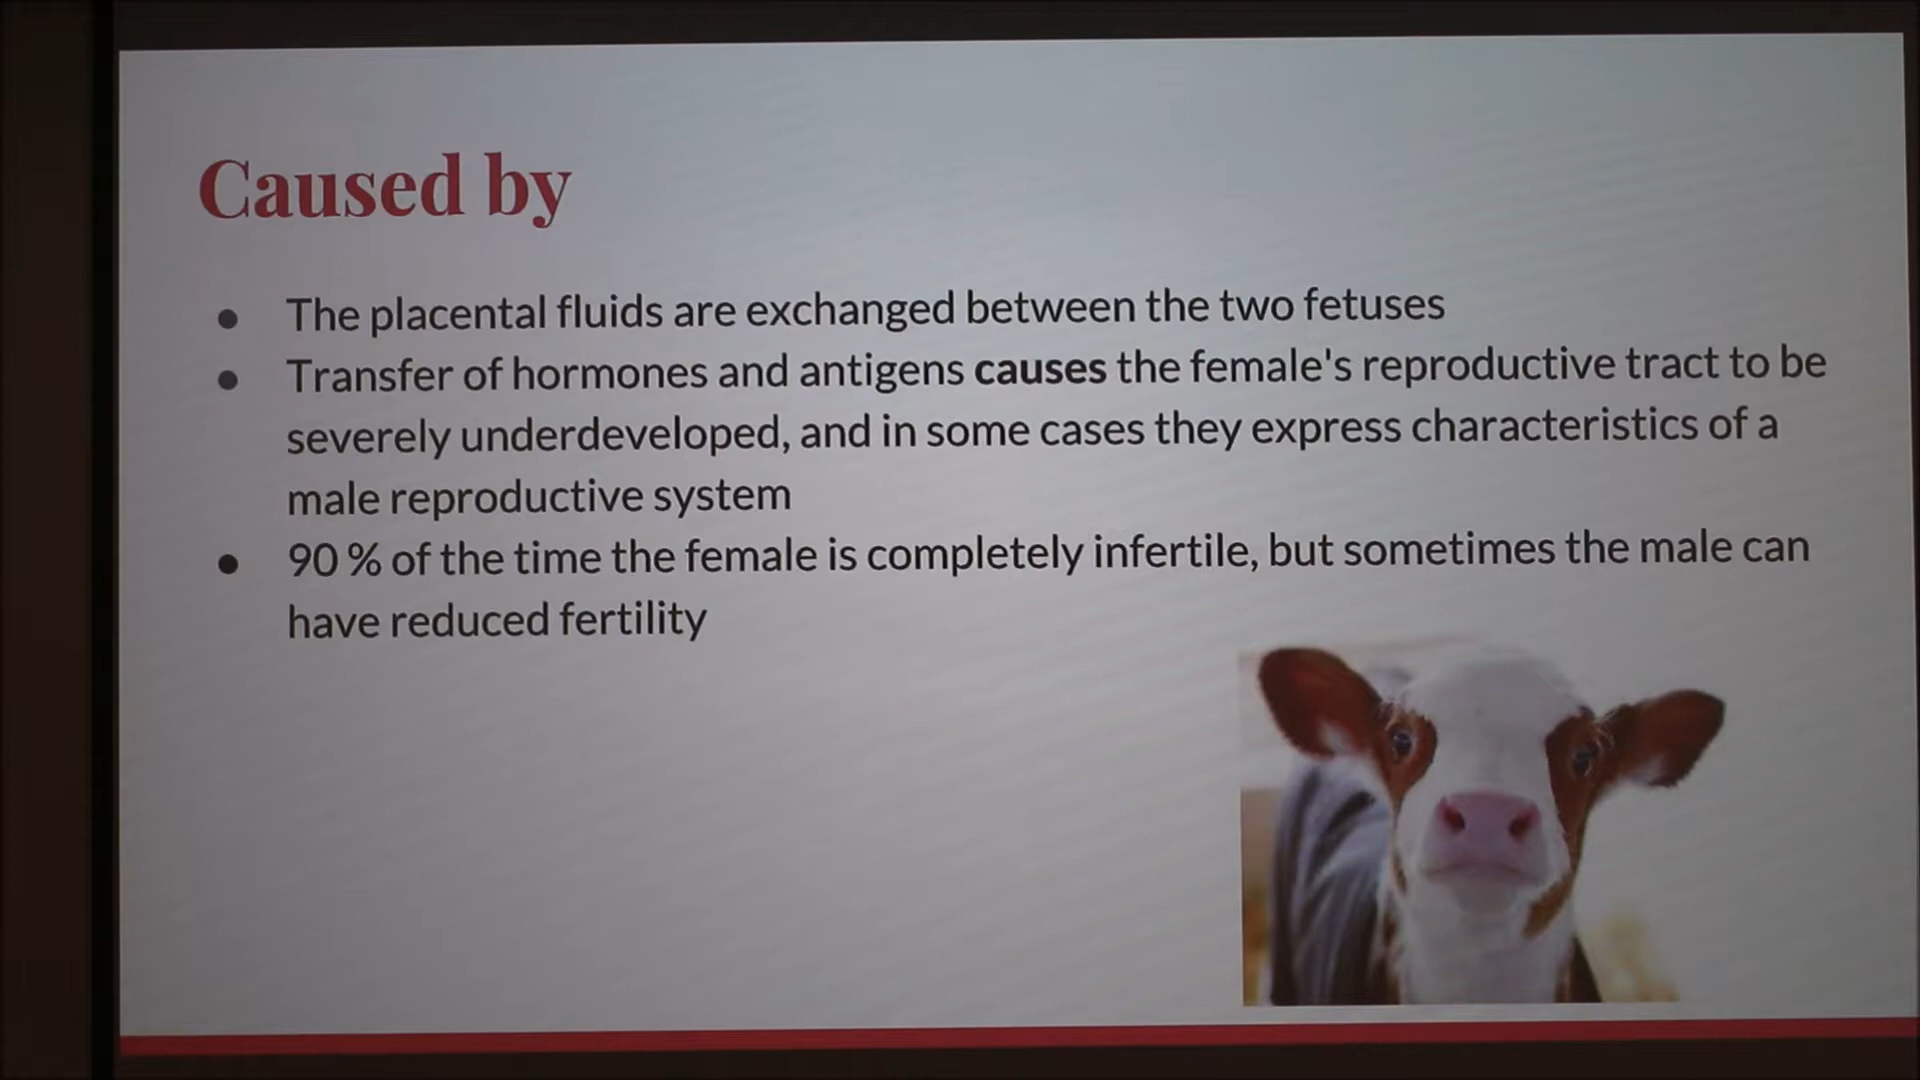 Caused by
● The placental fluids are exchanged between the two fetuses
● Transfer of hormones and antigens causes the female's reproductive tract to be
severely underdeveloped, and in some cases they express characteristics of a
male reproductive system
● 90 % of the time the female is completely infertile, but sometimes the male can
have reduced fertility